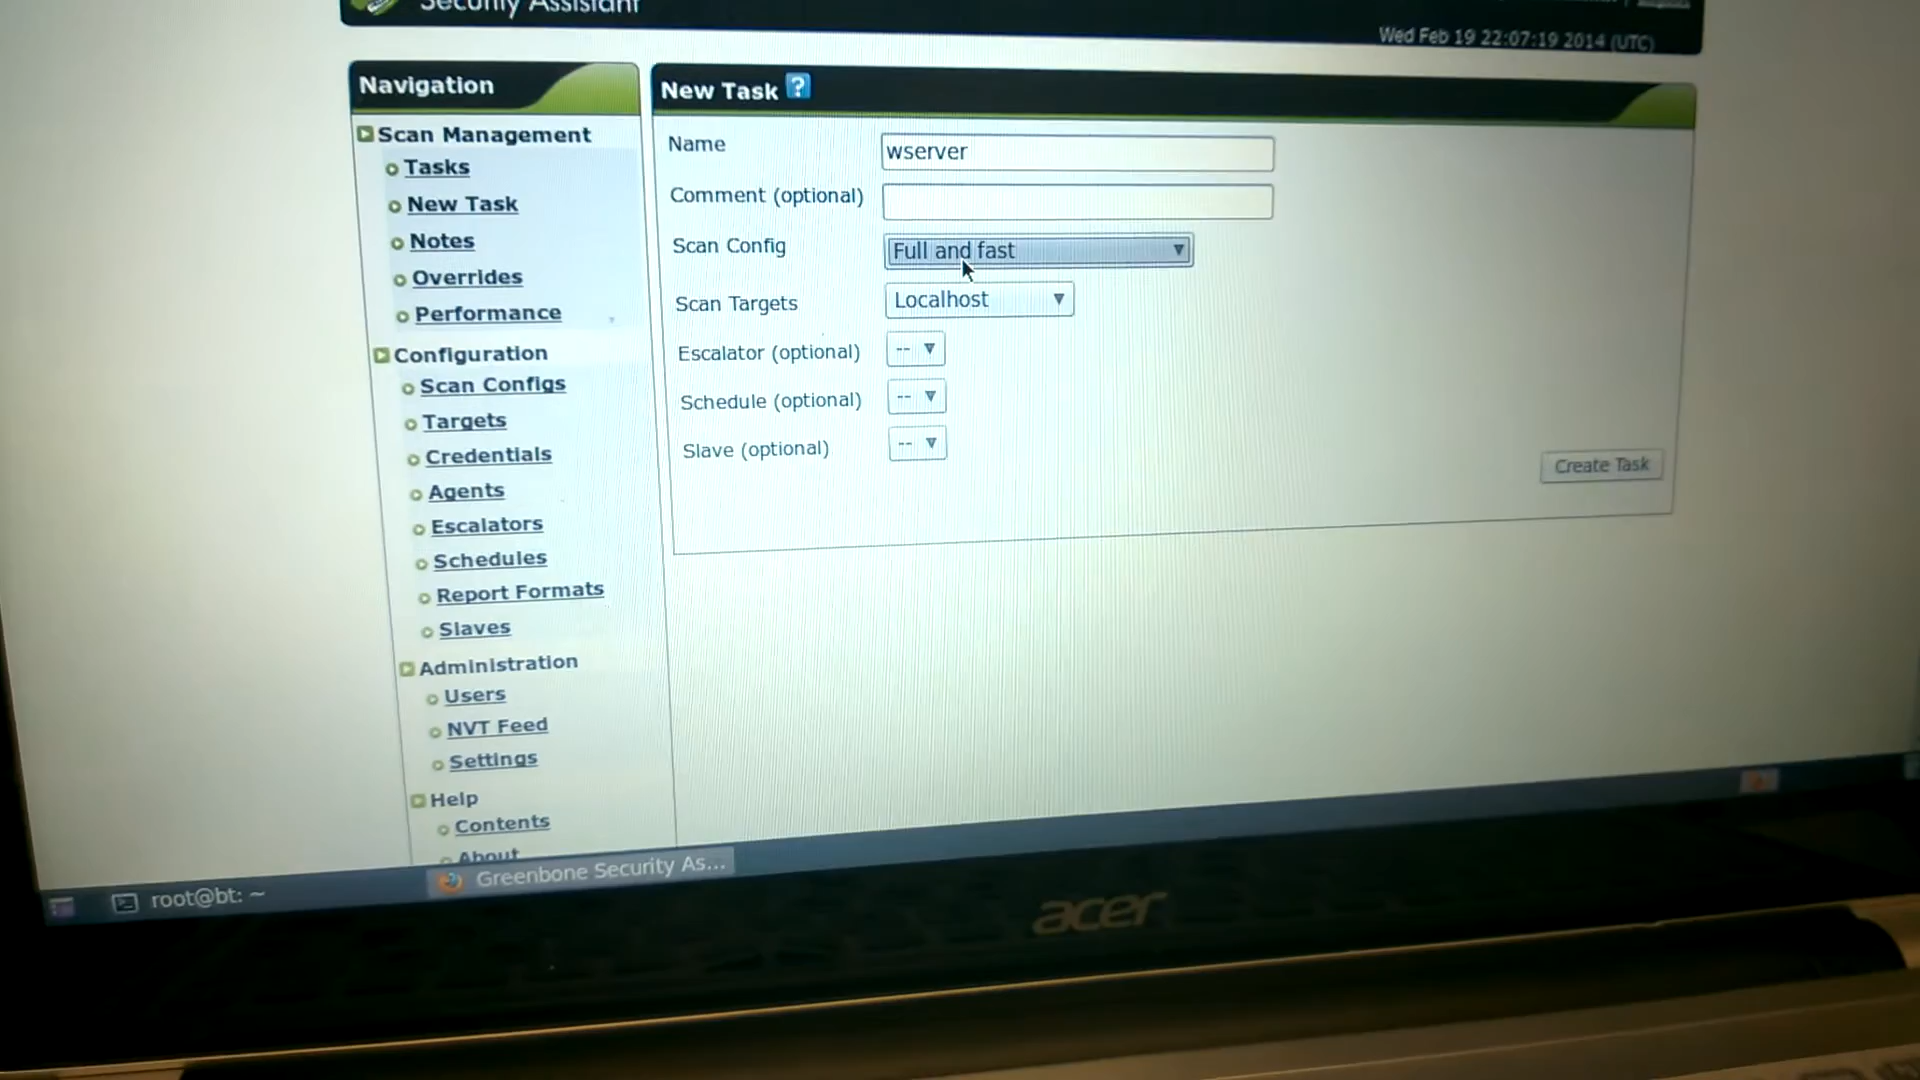 Security Assistant
Wed Feb 19 22:07:19 2014 (UTC)
Navigation
Scan Management
Tasks
New Task
Notes
Overrides
Performance
Configuration
Scan Configs
Targets
Credentials
Agents
Escalators
Schedules
Report Formats
Slaves
Administration
Users
NVT Feed
Settings
Help
Contents
About
New Task ?
Name
wserver
Comment (optional)
Scan Config
Full and fast
Scan Targets
Localhost
Escalator (optional)
--
Schedule (optional)
--
Slave (optional)
--
Create Task
root@bt: ~
Greenbone Security As...
acer